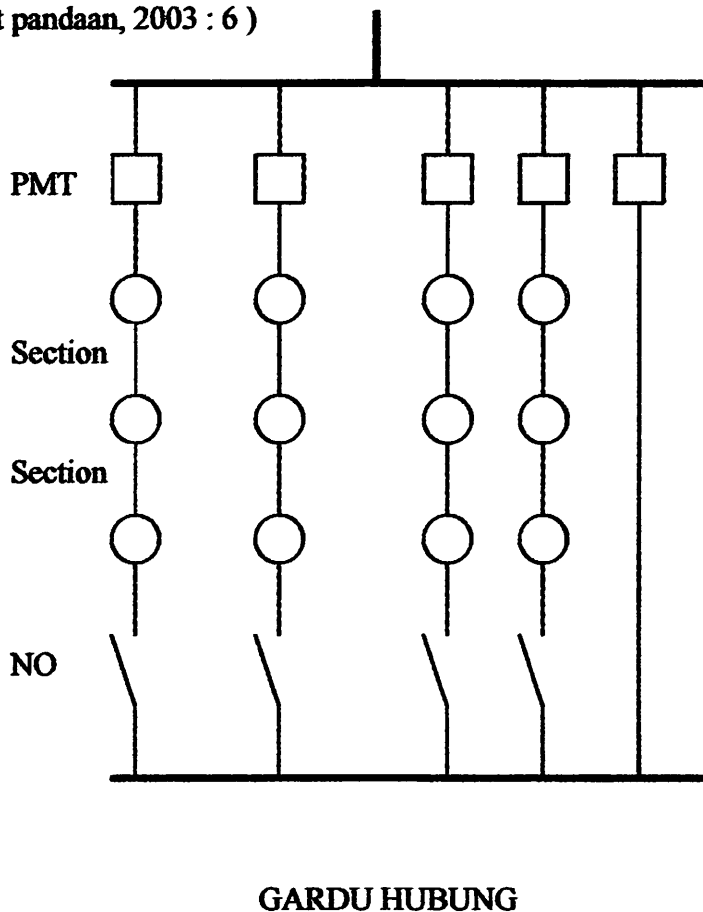 t pandaan, 2003 : 6 )
PMT
Section
Section
NO
GARDU HUBUNG